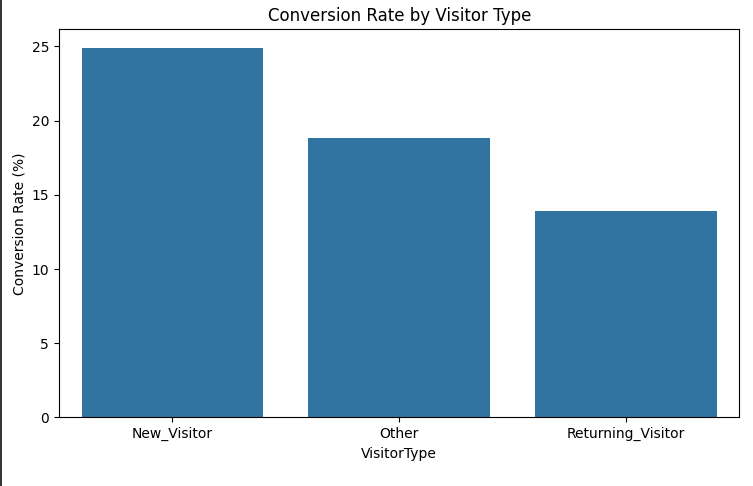 Conversion Rate by Visitor Type
Conversion Rate (%)
25
20
15
10
5
0
New_Visitor
Other
Returning_Visitor
VisitorType